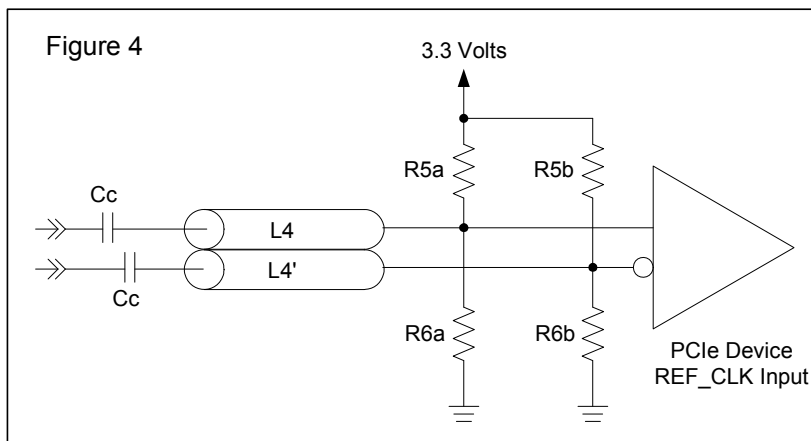 Figure 4
3.3 Volts
R5a
R5b
Cc
L4
L4'
Cc
R6a
R6b
PCIe Device
REF_CLK Input